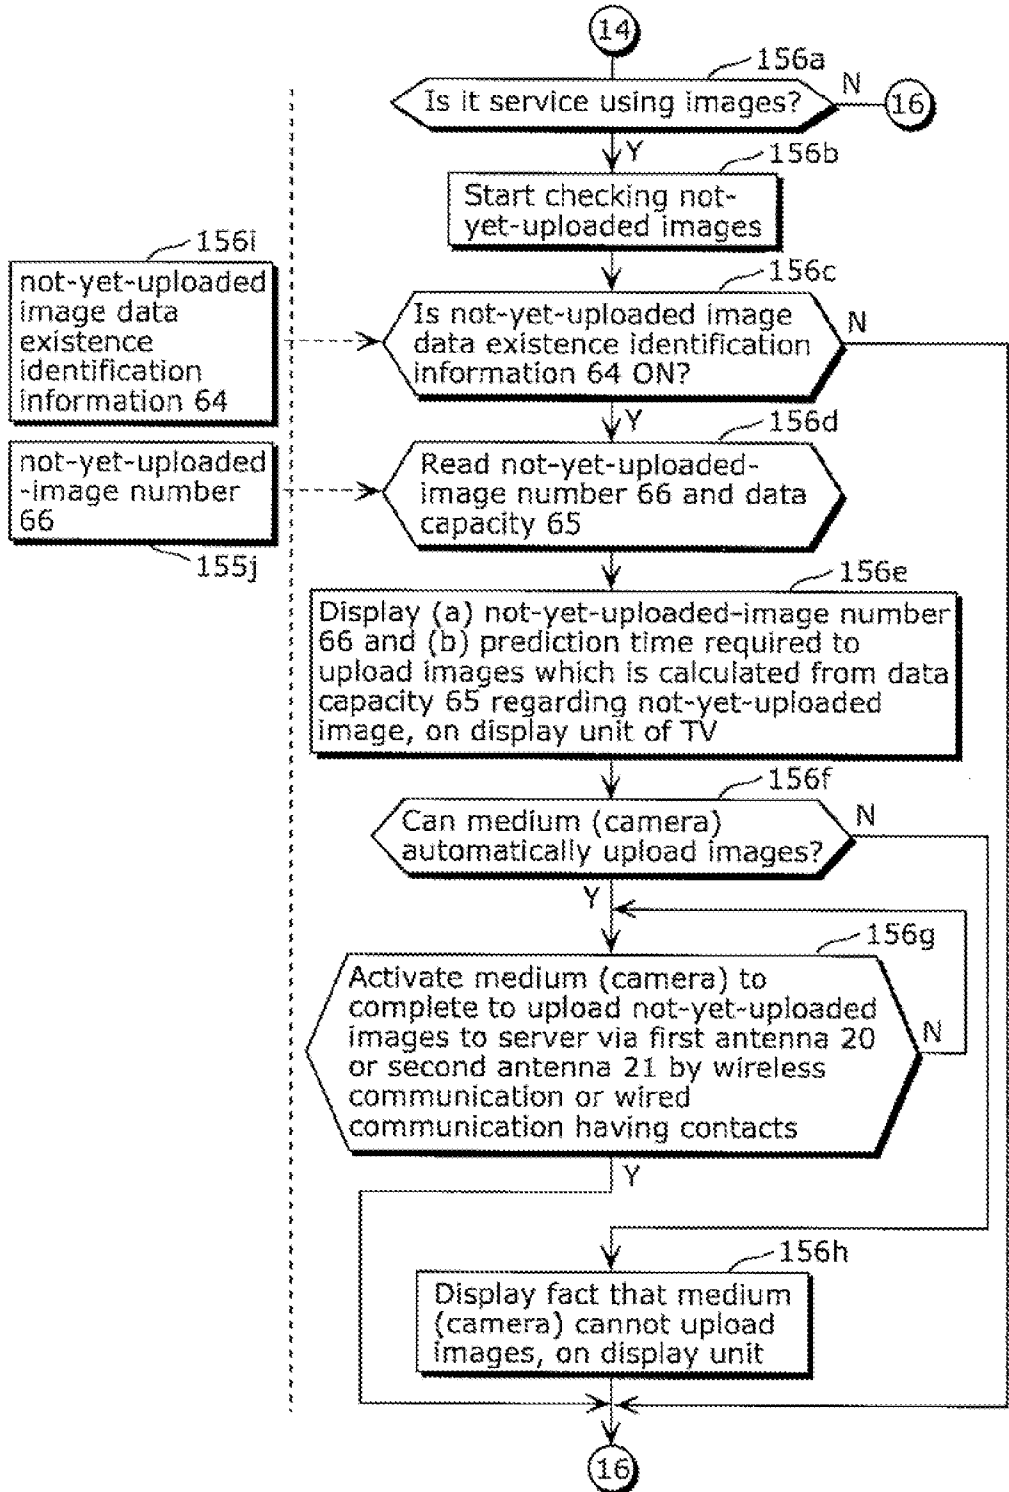 14
156a
Is it service using images?
N
16
Y
156b
Start checking not-
yet-uploaded images
156i
not-yet-uploaded
image data
existence
identification
information 64
156c
Is not-yet-uploaded image
data existence identification
information 64 ON?
N
Y
156d
not-yet-uploaded
-image number
66
155j
Read not-yet-uploaded-
image number 66 and data
capacity 65
156e
Display (a) not-yet-uploaded-image number
66 and (b) prediction time required to
upload images which is calculated from data
capacity 65 regarding not-yet-uploaded
image, on display unit of TV
156f
Can medium (camera)
automatically upload images?
N
Y
156g
Activate medium (camera) to
complete to upload not-yet-uploaded
images to server via first antenna 20
or second antenna 21 by wireless
communication or wired
communication having contacts
N
Y
156h
Display fact that medium
(camera) cannot upload
images, on display unit
16